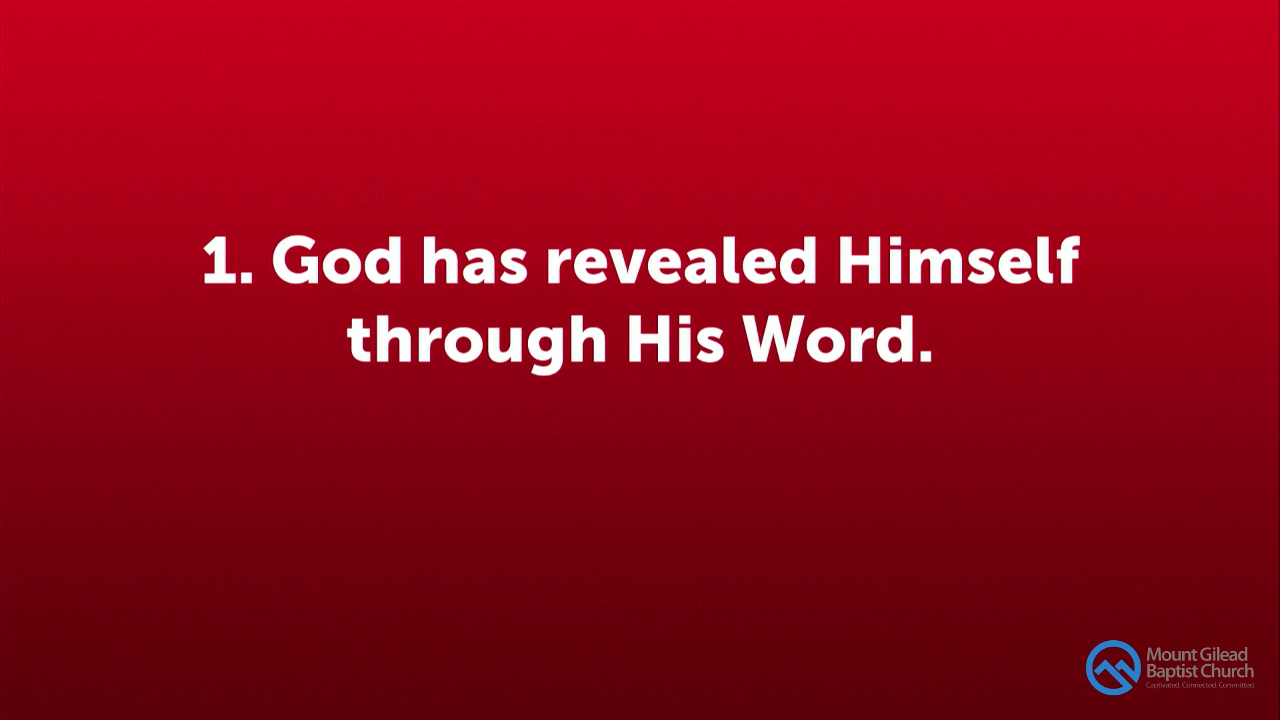 1. God has revealed Himself
through His Word.
Mount Gilead
Baptist Church
Captivated. Connected. Committed.